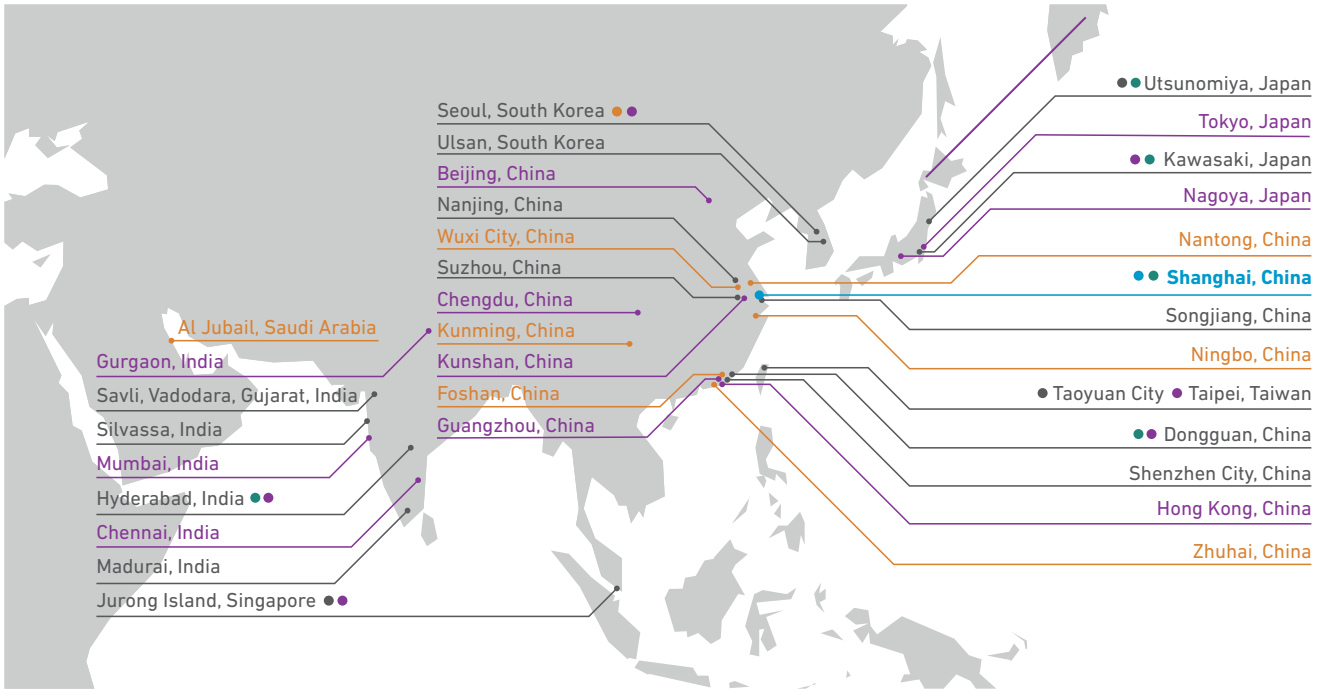 Seoul, South Korea
Ulsan, South Korea
Beijing, China
Nanjing, China
Wuxi City, China
Suzhou, China
Chengdu, China
Kunming, China
Kunshan, China
Foshan, China
Guangzhou, China
Al Jubail, Saudi Arabia
Gurgaon, India
Savli, Vadodara, Gujarat, India
Silvassa, India
Mumbai, India
Hyderabad, India
Chennai, India
Madurai, India
Jurong Island, Singapore
Utsunomiya, Japan
Tokyo, Japan
Kawasaki, Japan
Nagoya, Japan
Nantong, China
Shanghai, China
Songjiang, China
Ningbo, China
Taoyuan City Taipei, Taiwan
Dongguan, China
Shenzhen City, China
Hong Kong, China
Zhuhai, China